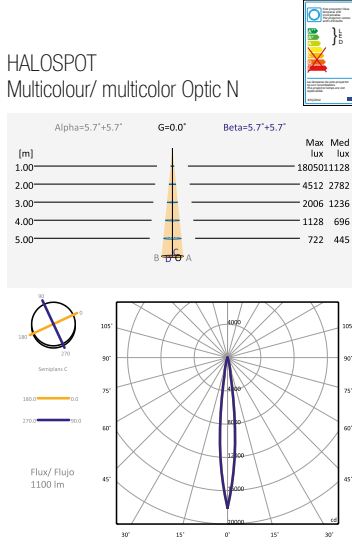 HALOSPOT
Multicolour/ multicolor Optic N
L
E
D
Alpha=5.7°+5.7° G=0.0° Beta=5.7°+5.7°
Max Med
[m] lux lux
1.00 18050 11128
2.00 4512 2782
3.00 2006 1236
4.00 1128 696
5.00 722 445
C
B D A
90
0
180
270
Semiplans C
180.0 0.0
270.0 90.0
Flux/ Flujo
1100 lm
105° 105°
90° 90°
75° 75°
60° 60°
45° 45°
4000
4000
8000
12000
16000
20000
cd
30° 15° 0° 15° 30°